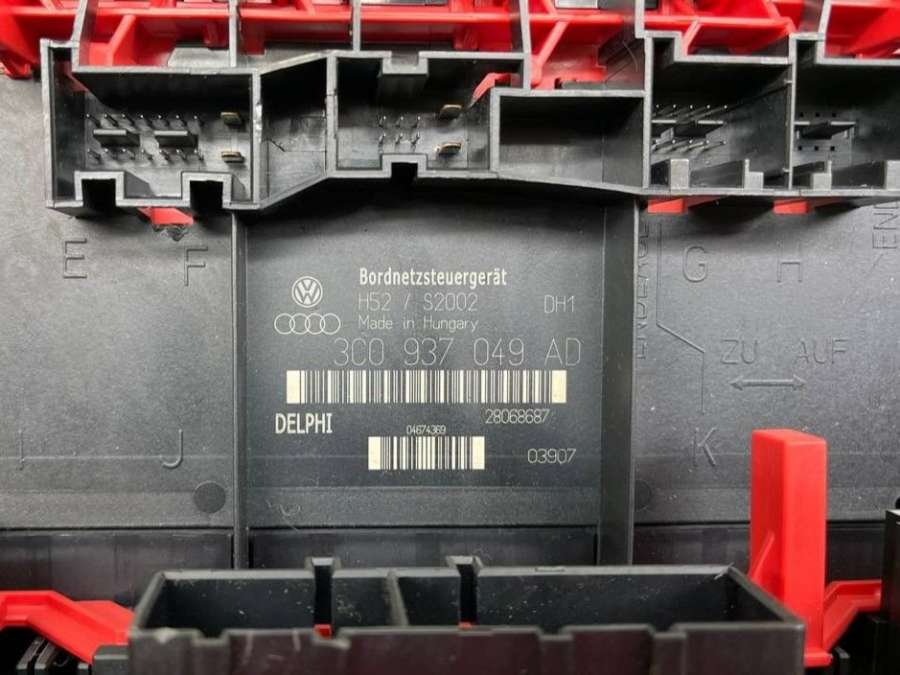 E F
Bordnetzsteuergerät
H52 / S2002 DH1
Made in Hungary
3C0 937 049 AD
DELPHI 28068687
04674369
03907
G H
ZU AUF
J K